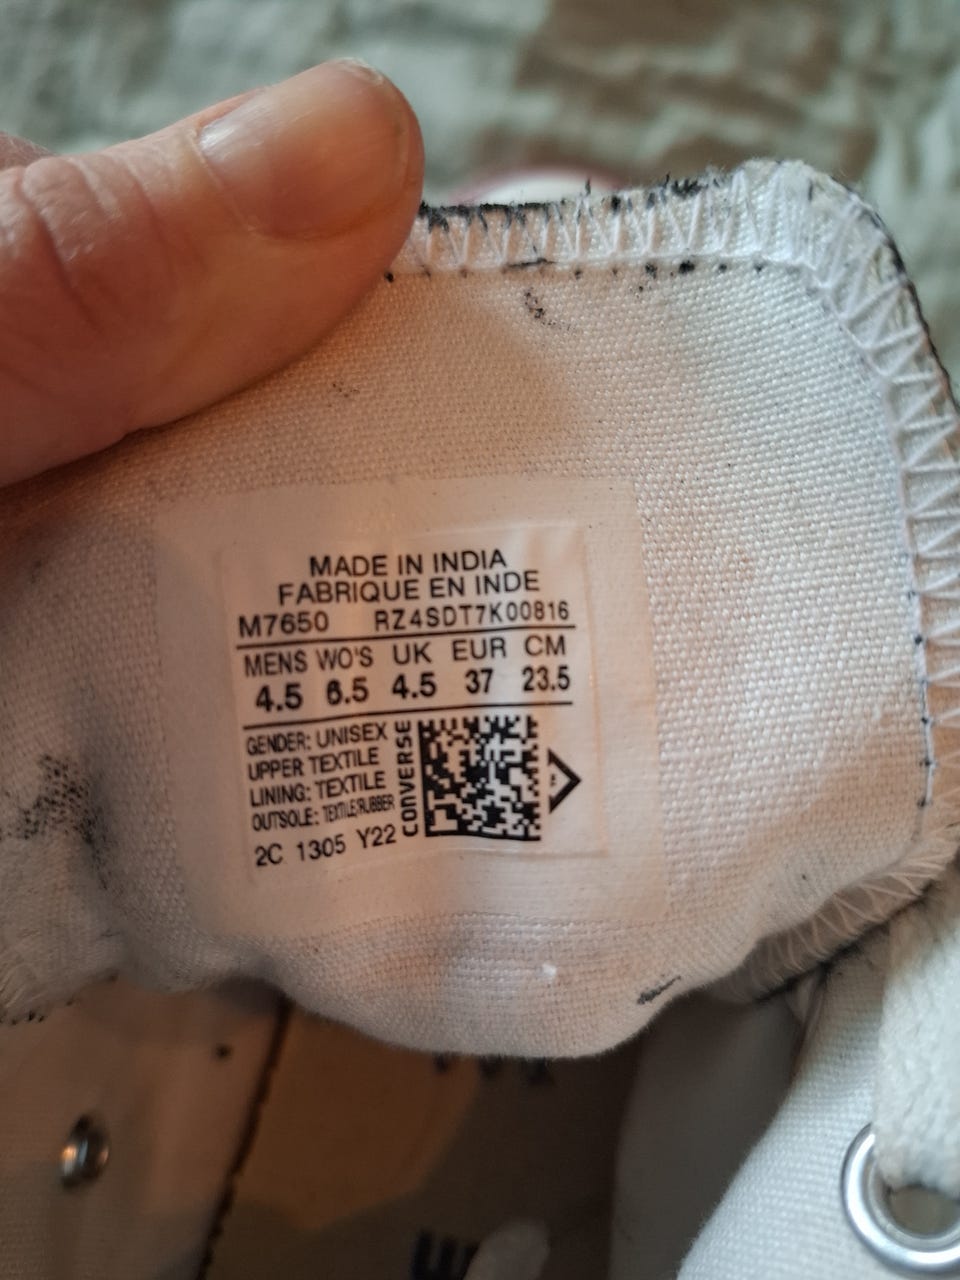 MADE IN INDIA
FABRIQUE EN INDE
M7650 RZ4SDT7K00816
MENS WO'S UK EUR CM
4.5 6.5 4.5 37 23.5
GENDER: UNISEX
UPPER TEXTILE
LINING: TEXTILE
OUTSOLE: TEXTILE/RUBBER
CONVERSE
2C 1305 Y22